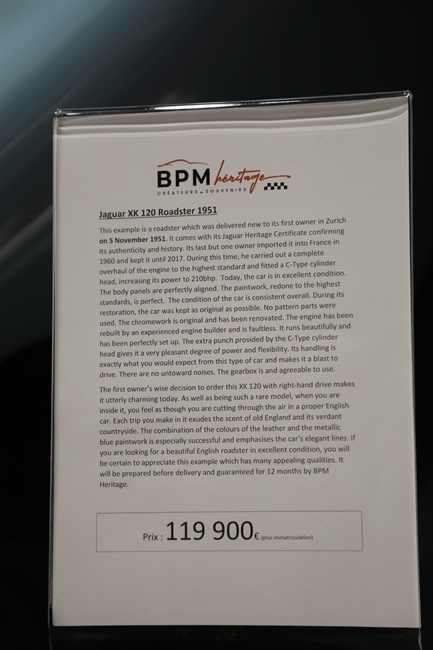 BPM héritage
CRÉATEURS DE SOUVENIRS
Jaguar XK 120 Roadster 1951
This example is a roadster which was delivered new to its first owner in Zurich
on 5 November 1951. It comes with its Jaguar Heritage Certificate confirming
its authenticity and history. Its last but one owner imported it into France in
1960 and kept it until 2017. During this time, he carried out a complete
overhaul of the engine to the highest standard and fitted a C-Type cylinder
head, increasing its power to 210bhp. Today, the car is in excellent condition.
The body panels are perfectly aligned. The paintwork, redone to the highest
standards, is perfect. The condition of the car is consistent overall. During its
restoration, the car was kept as original as possible. No pattern parts were
used. The chromework is original and has been renovated. The engine has been
rebuilt by an experienced engine builder and is faultless. It runs beautifully and
has been perfectly set up. The extra punch provided by the C-Type cylinder
head gives it a very pleasant degree of power and flexibility. Its handling is
exactly what you would expect from this type of car and makes it a blast to
drive. There are no untoward noises. The gearbox is and agreeable to use.
The first owner's wise decision to order this XK 120 with right-hand drive makes
it utterly charming today. As well as being such a rare model, when you are
inside it, you feel as though you are cutting through the air in a proper English
car. Each trip you make in it exudes the scent of old England and its verdant
countryside. The combination of the colours of the leather and the metallic
blue paintwork is especially successful and emphasises the car's elegant lines. If
you are looking for a beautiful English roadster in excellent condition, you will
be certain to appreciate this example which has many appealing qualities. It
will be prepared before delivery and guaranteed for 12 months by BPM
Heritage.
Prix : 119 900€ (plus immatriculation)